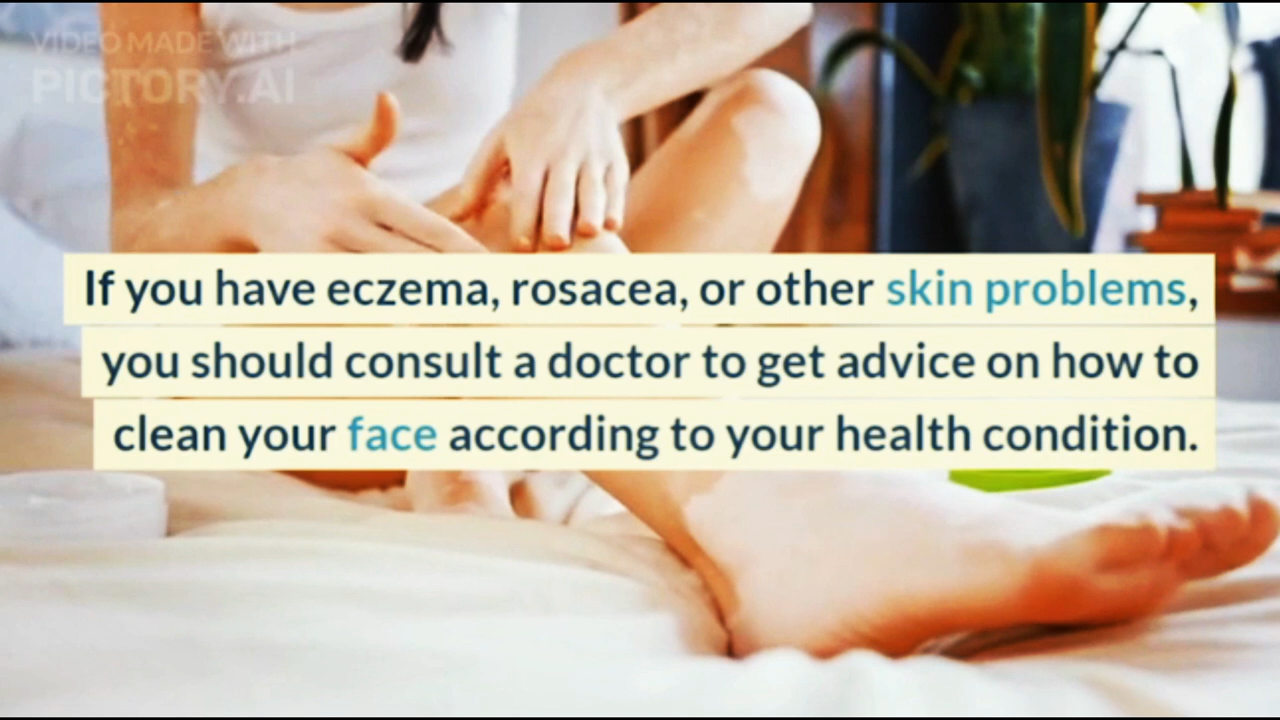 VIDEO MADE WITH
PICTORY.AI
If you have eczema, rosacea, or other skin problems,
you should consult a doctor to get advice on how to
clean your face according to your health condition.